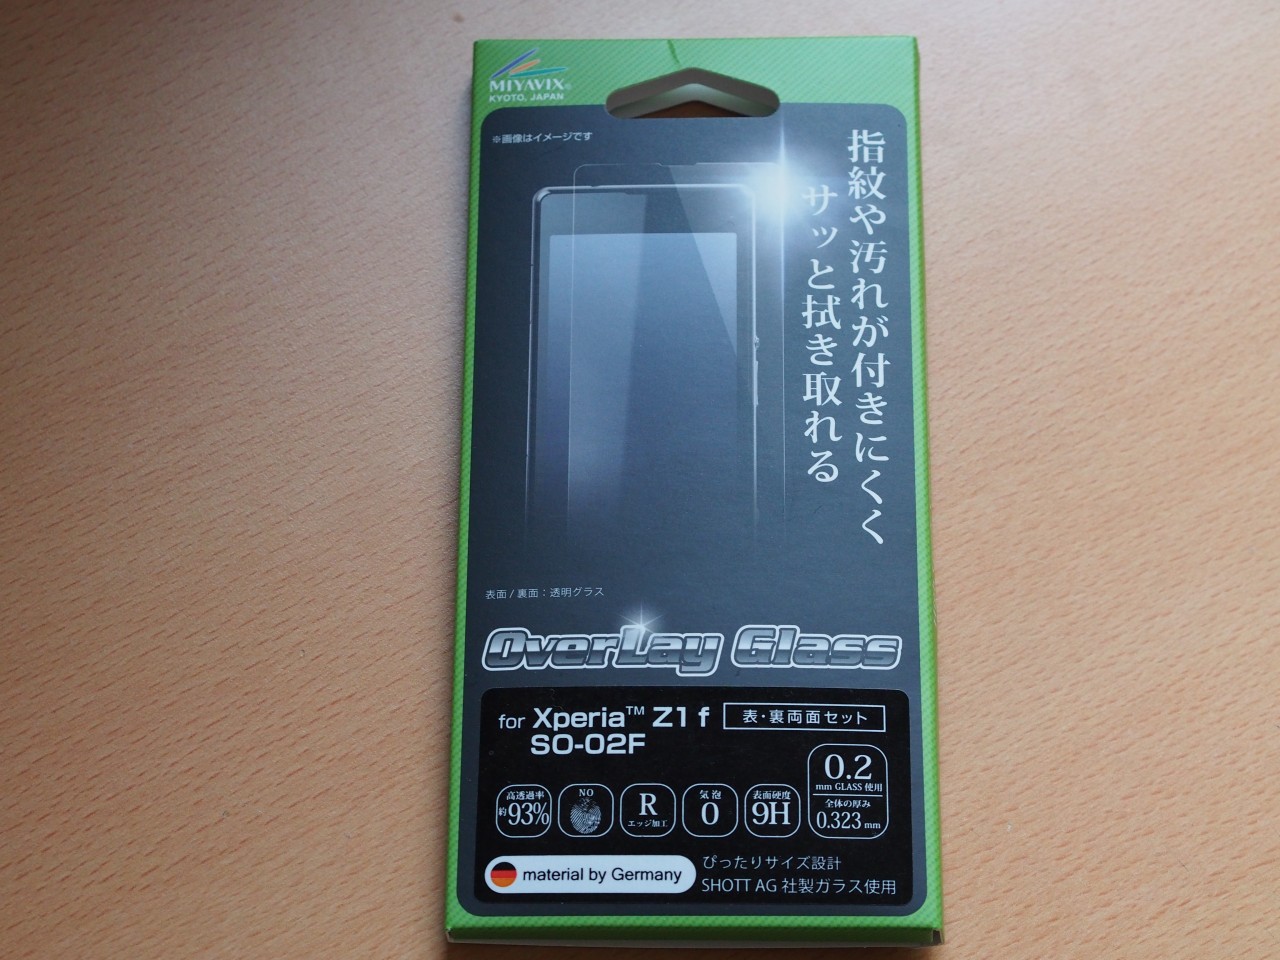 MIYAVIX®
KYOTO, JAPAN
※画像はイメージです
指紋や汚れが付きにくく
サッと拭き取れる
表面/裏面:透明グラス
OverLay Glass
for Xperia™ Z1 f
SO-02F
表・裏両面セット
高透過率
約93%
NO
R
エッジ加工
気泡
0
表面硬度
9H
0.2
mm GLASS 使用
全体の厚み
0.323 mm
material by Germany
ぴったりサイズ設計
SHOTT AG 社製ガラス使用